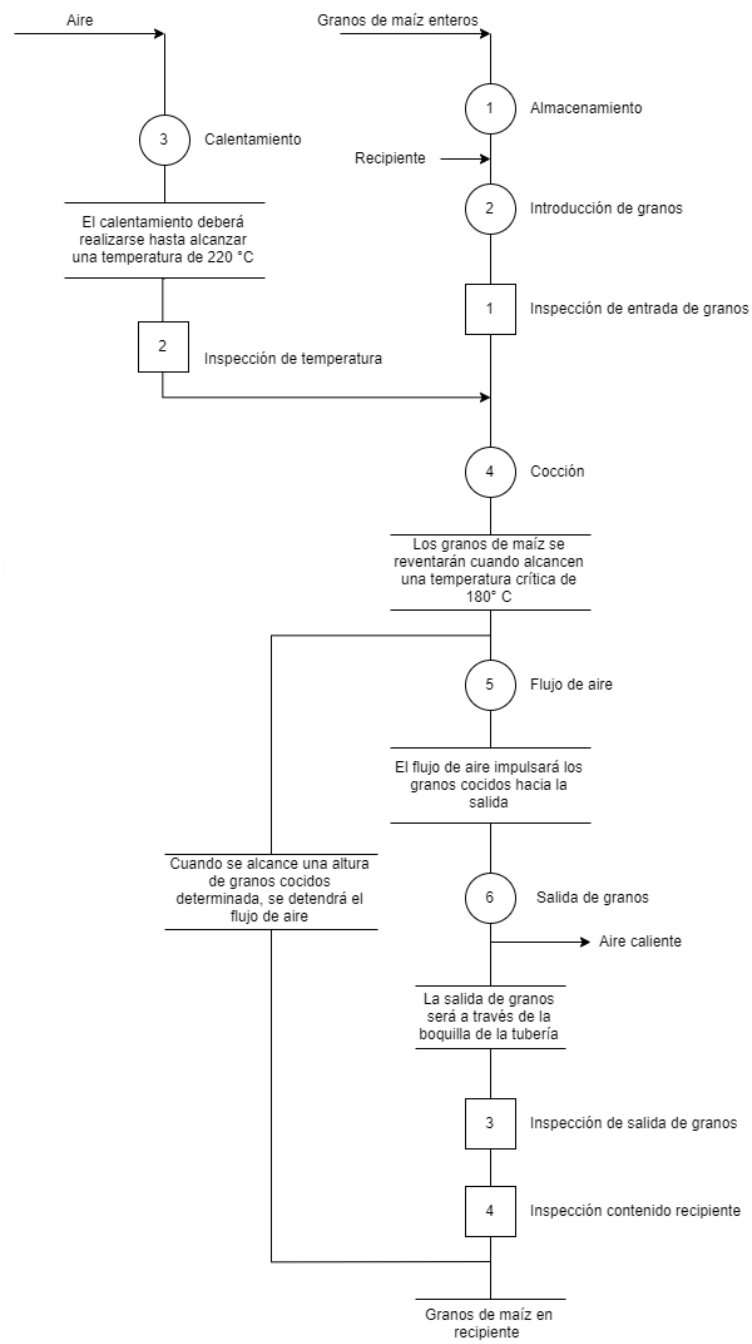 Aire
Granos de maíz enteros
1
Almacenamiento
3
Calentamiento
Recipiente
2
Introducción de granos
El calentamiento deberá
realizarse hasta alcanzar
una temperatura de 220 °C
1
Inspección de entrada de granos
2
Inspección de temperatura
4
Cocción
Los granos de maíz se
reventarán cuando alcancen
una temperatura crítica de
180° C
5
Flujo de aire
El flujo de aire impulsará los
granos cocidos hacia la
salida
Cuando se alcance una altura
de granos cocidos
determinada, se detendrá el
flujo de aire
6
Salida de granos
Aire caliente
La salida de granos
será a través de la
boquilla de la tubería
3
Inspección de salida de granos
4
Inspección contenido recipiente
Granos de maíz en
recipiente